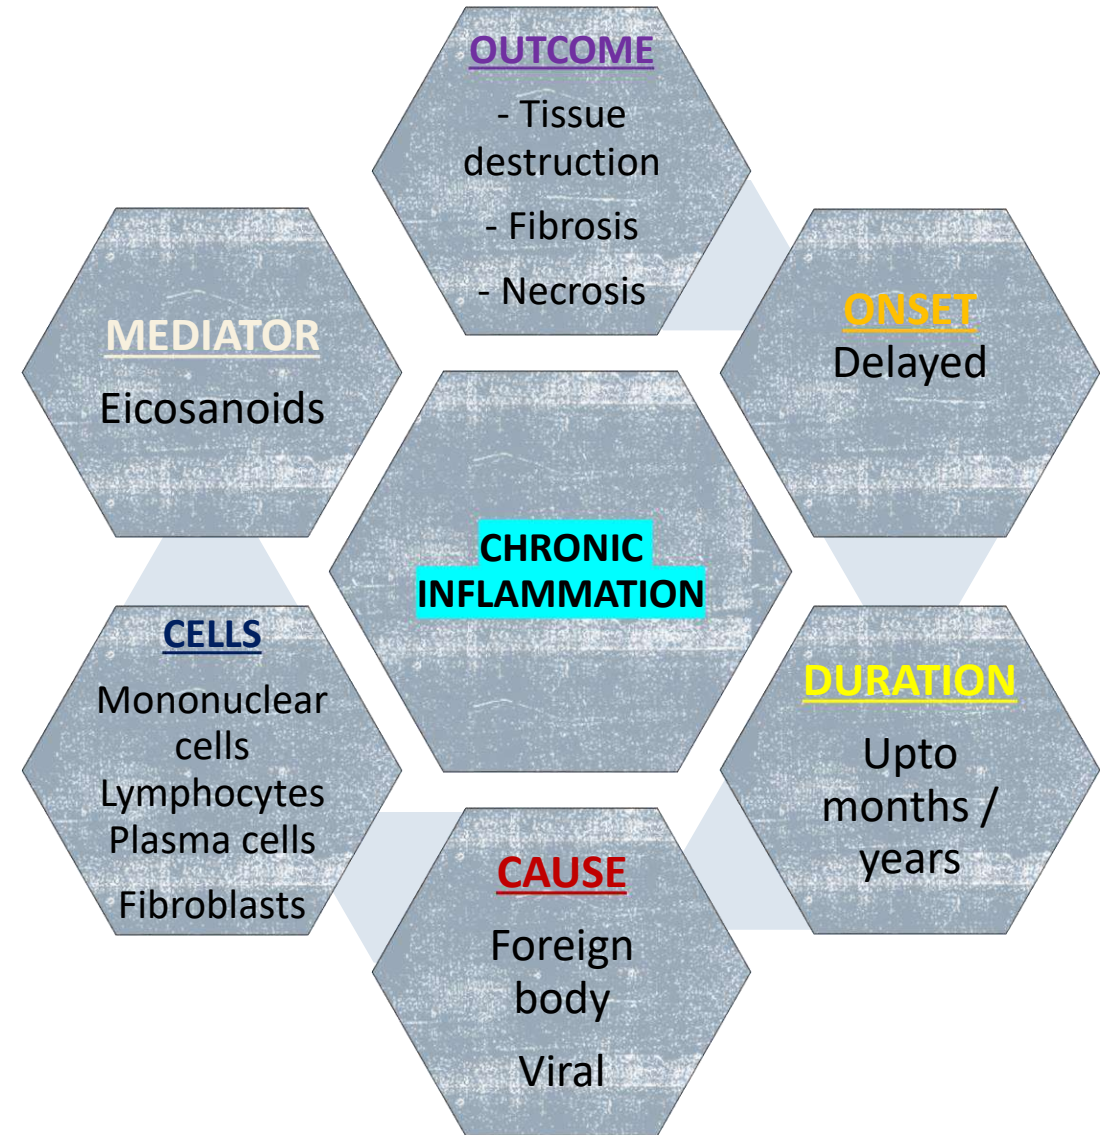 OUTCOME
- Tissue
destruction
- Fibrosis
- Necrosis
ONSET
Delayed
DURATION
Upto
months /
years
CAUSE
Foreign
body
Viral
CELLS
Mononuclear
cells
Lymphocytes
Plasma cells
Fibroblasts
MEDIATOR
Eicosanoids
CHRONIC
INFLAMMATION